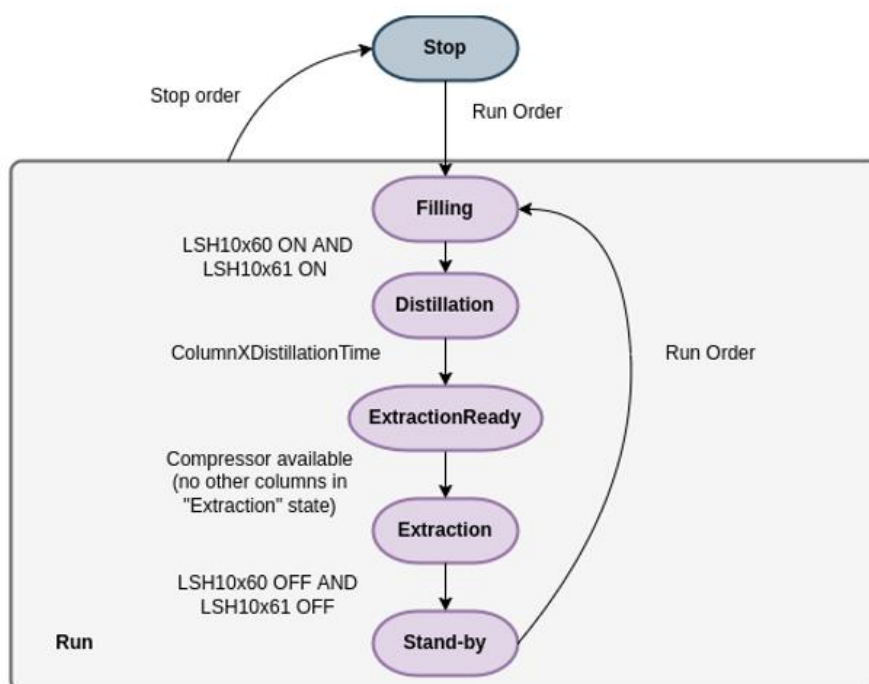 Stop
Stop order
Run Order
Filling
LSH10x60 ON AND
LSH10x61 ON
Distillation
ColumnXDistillationTime
Run Order
ExtractionReady
Compressor available
(no other columns in
"Extraction" state)
Extraction
LSH10x60 OFF AND
LSH10x61 OFF
Run
Stand-by